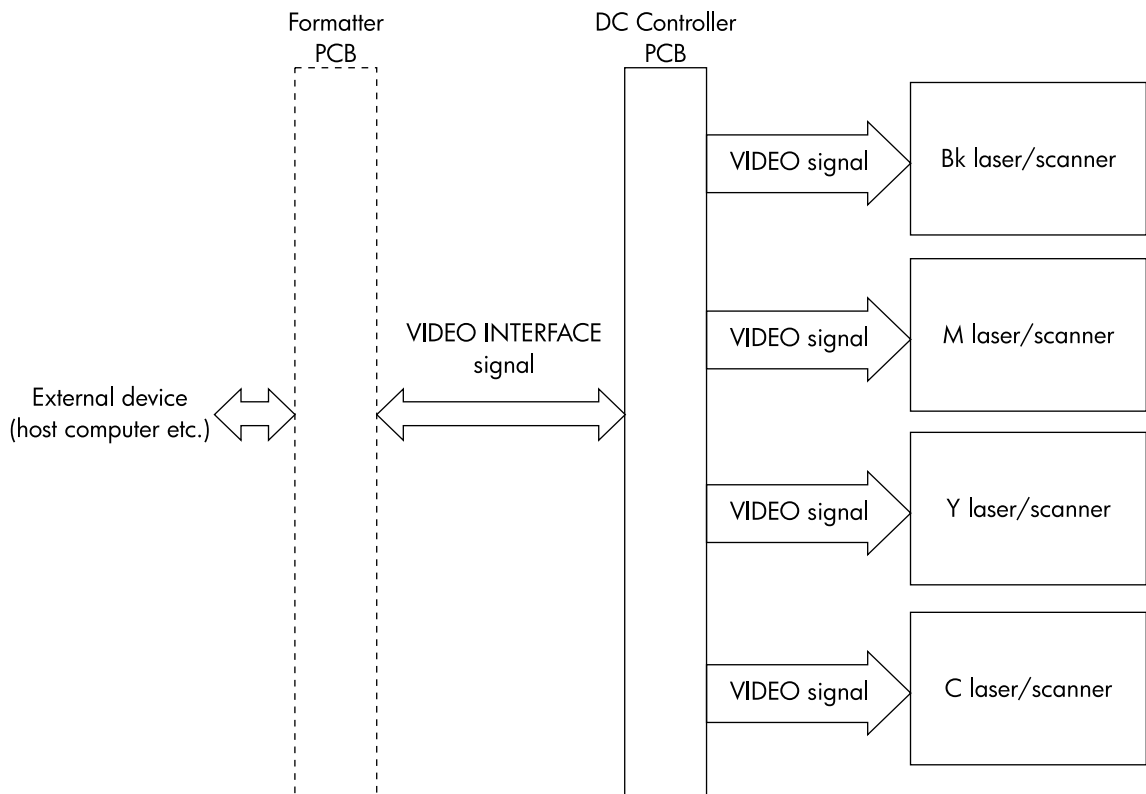 Formatter
PCB
DC Controller
PCB
VIDEO signal
Bk laser/scanner
VIDEO signal
M laser/scanner
VIDEO INTERFACE
signal
External device
(host computer etc.)
VIDEO signal
Y laser/scanner
VIDEO signal
C laser/scanner